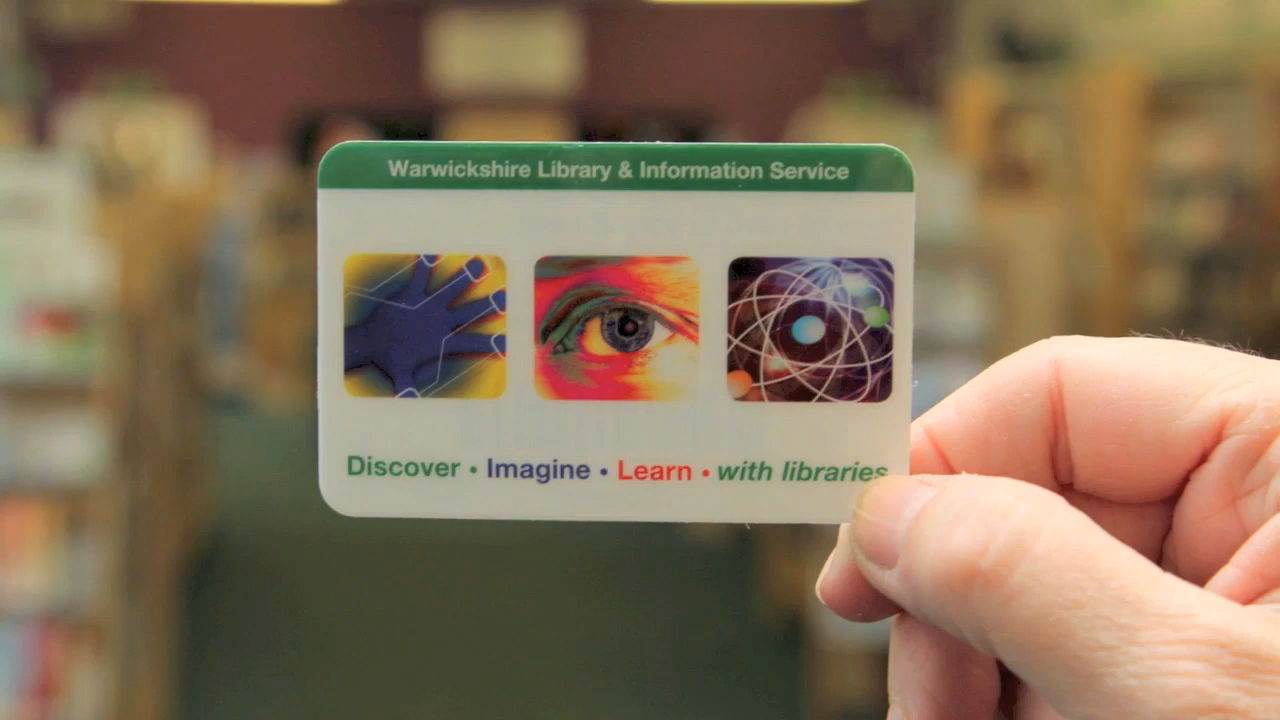 Warwickshire Library & Information Service
Discover • Imagine • Learn • with libraries